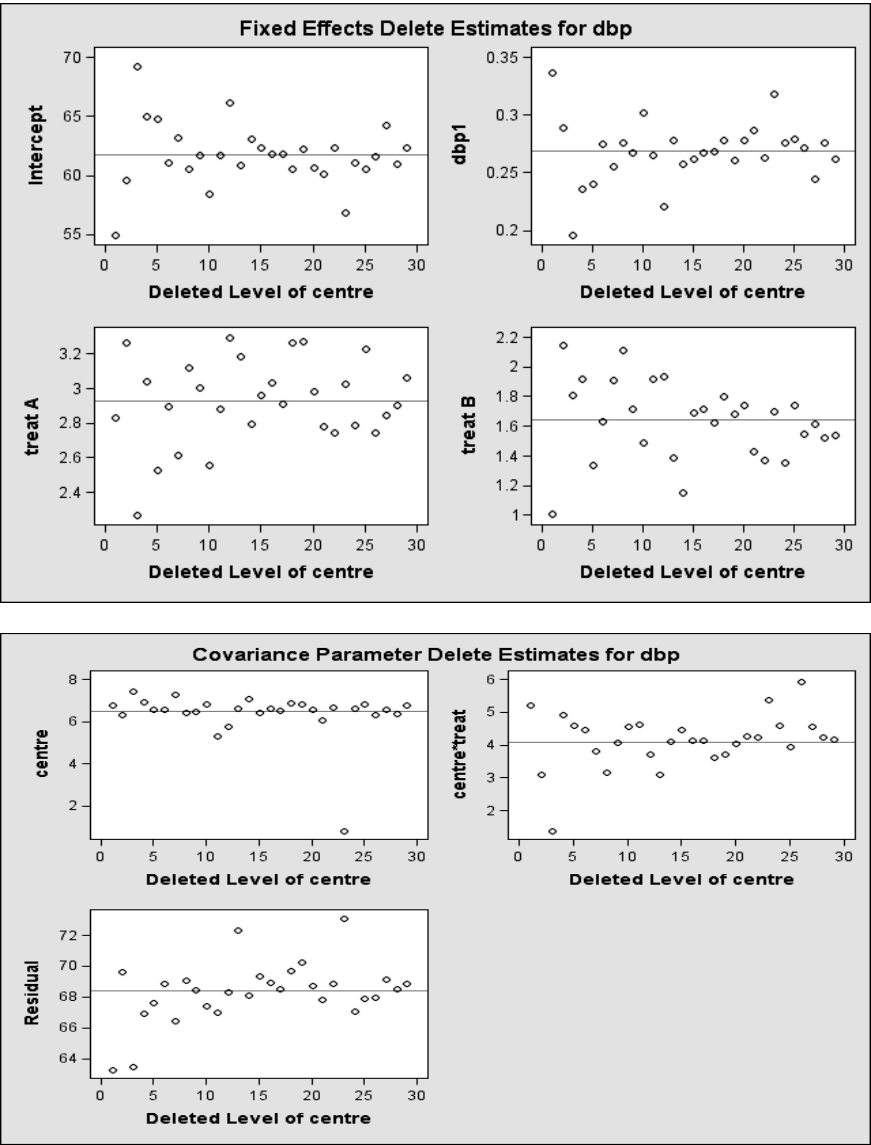 Fixed Effects Delete Estimates for dbp
70
65
60
55
Intercept
0 5 10 15 20 25 30
Deleted Level of centre
0.35
0.3
0.25
0.2
dbp1
0 5 10 15 20 25 30
Deleted Level of centre
3.2
3
2.8
2.6
2.4
treat A
0 5 10 15 20 25 30
Deleted Level of centre
2.2
2
1.8
1.6
1.4
1.2
1
treat B
0 5 10 15 20 25 30
Deleted Level of centre
Covariance Parameter Delete Estimates for dbp
8
6
4
2
centre
0 5 10 15 20 25 30
Deleted Level of centre
6
5
4
3
2
centre*treat
0 5 10 15 20 25 30
Deleted Level of centre
72
70
68
66
64
Residual
0 5 10 15 20 25 30
Deleted Level of centre